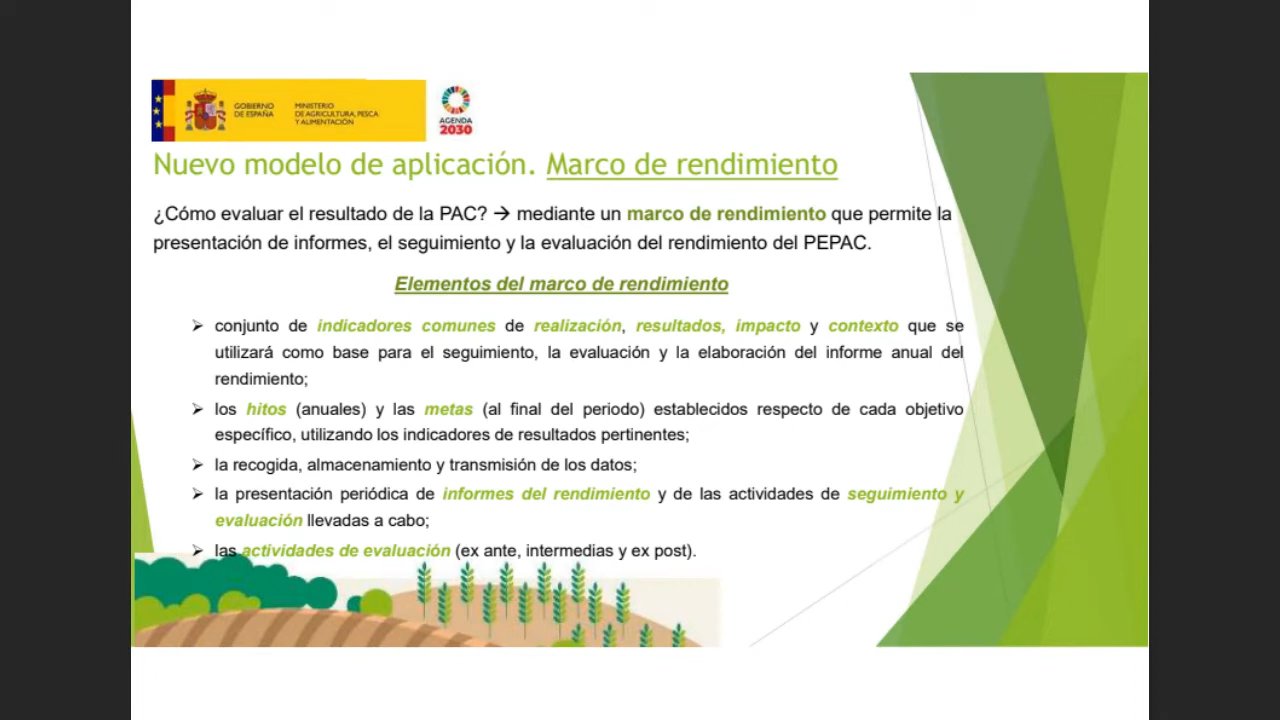 GOBIERNO
DE ESPAÑA
MINISTERIO
DE AGRICULTURA, PESCA
Y ALIMENTACIÓN
AGENDA
2030
Nuevo modelo de aplicación. Marco de rendimiento
¿Cómo evaluar el resultado de la PAC? → mediante un marco de rendimiento que permite la
presentación de informes, el seguimiento y la evaluación del rendimiento del PEPAC.
Elementos del marco de rendimiento
➢ conjunto de indicadores comunes de realización, resultados, impacto y contexto que se
utilizará como base para el seguimiento, la evaluación y la elaboración del informe anual del
rendimiento;
➢ los hitos (anuales) y las metas (al final del periodo) establecidos respecto de cada objetivo
específico, utilizando los indicadores de resultados pertinentes;
➢ la recogida, almacenamiento y transmisión de los datos;
➢ la presentación periódica de informes del rendimiento y de las actividades de seguimiento y
evaluación llevadas a cabo;
➢ las actividades de evaluación (ex ante, intermedias y ex post).